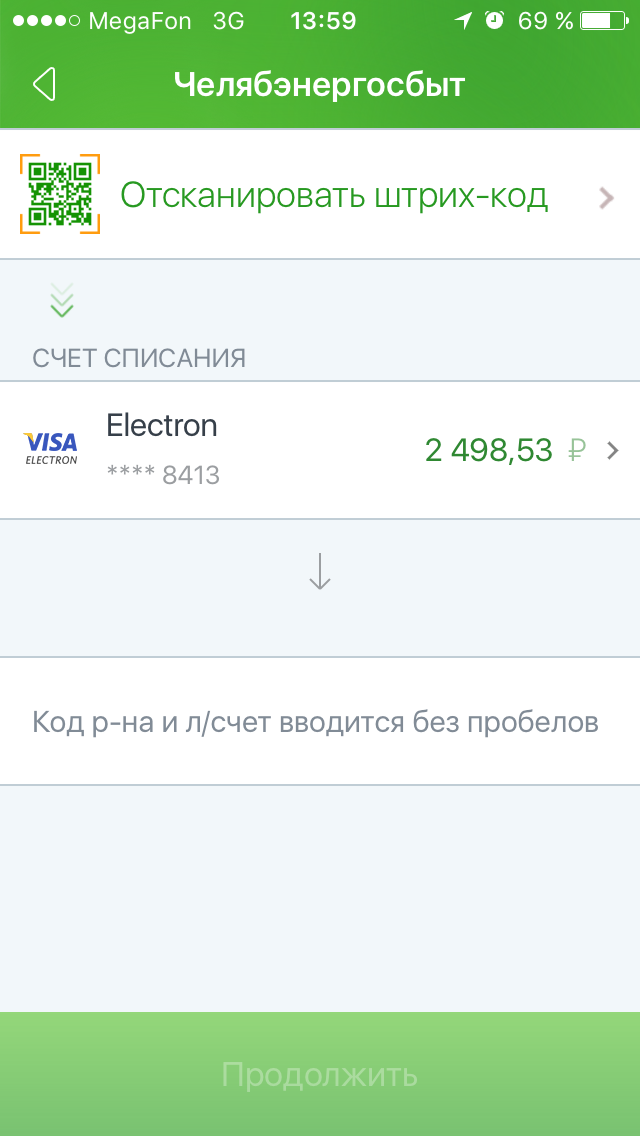 MegaFon 3G 13:59 69 %
Челябэнергосбыт
Отсканировать штрих-код
СЧЕТ СПИСАНИЯ
VISA
ELECTRON
Electron
**** 8413
2 498,53 ₽
Код р-на и л/счет вводится без пробелов
Продолжить